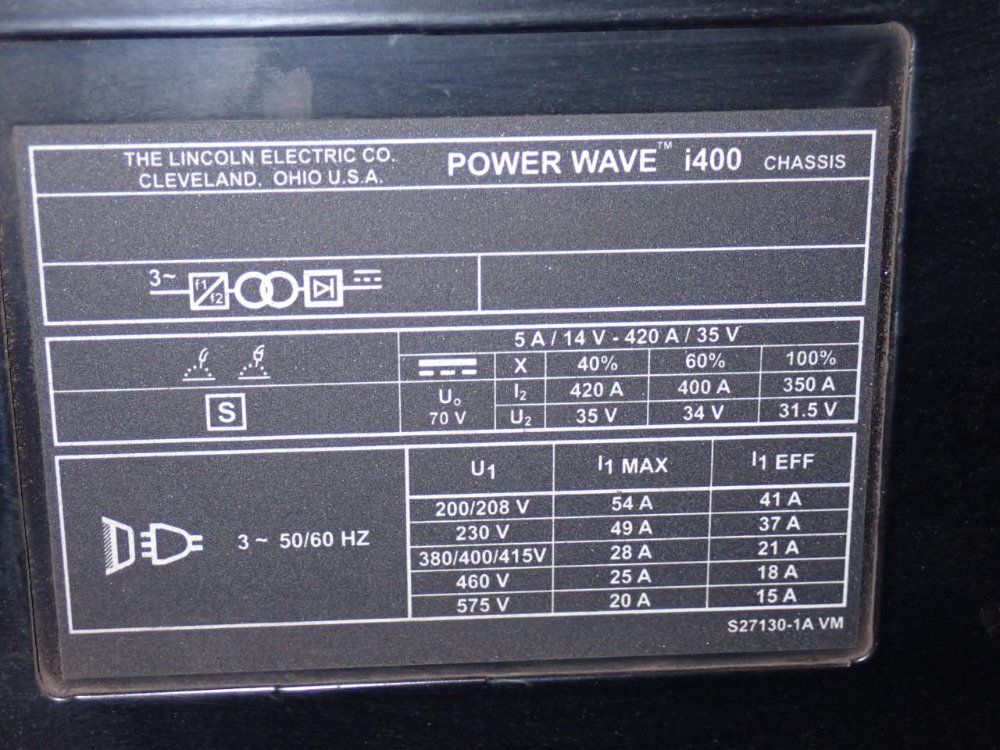 THE LINCOLN ELECTRIC CO. POWER WAVE™ i400 CHASSIS
CLEVELAND, OHIO U.S.A.
3~ f1 f2
5 A / 14 V - 420 A / 35 V
X 40% 60% 100%
U₀ I₂ 420 A 400 A 350 A
S 70 V U₂ 35 V 34 V 31.5 V
U1 I1 MAX I1 EFF
200/208 V 54 A 41 A
230 V 49 A 37 A
3 ~ 50/60 HZ 380/400/415V 28 A 21 A
460 V 25 A 18 A
575 V 20 A 15 A
S27130-1A VM